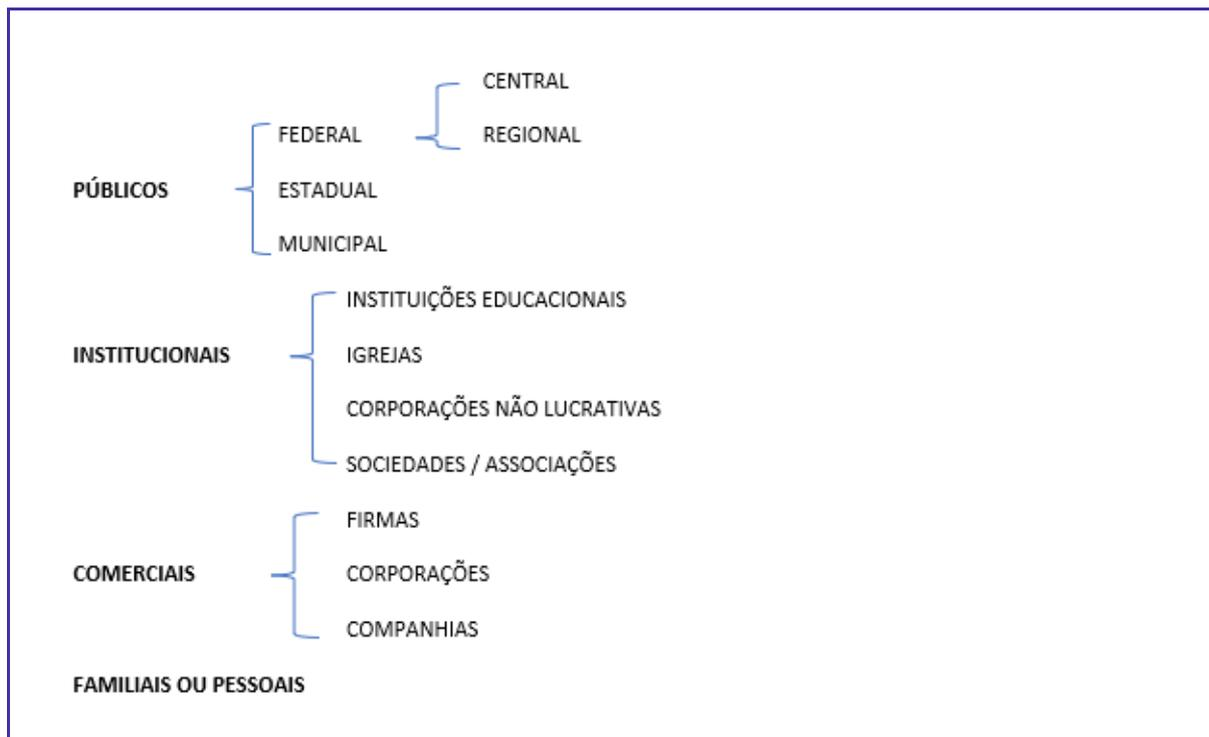 CENTRAL
FEDERAL REGIONAL
PÚBLICOS ESTADUAL
MUNICIPAL
INSTITUIÇÕES EDUCACIONAIS
INSTITUCIONAIS IGREJAS
CORPORAÇÕES NÃO LUCRATIVAS
SOCIEDADES / ASSOCIAÇÕES
FIRMAS
COMERCIAIS CORPORAÇÕES
COMPANHIAS
FAMILIAIS OU PESSOAIS